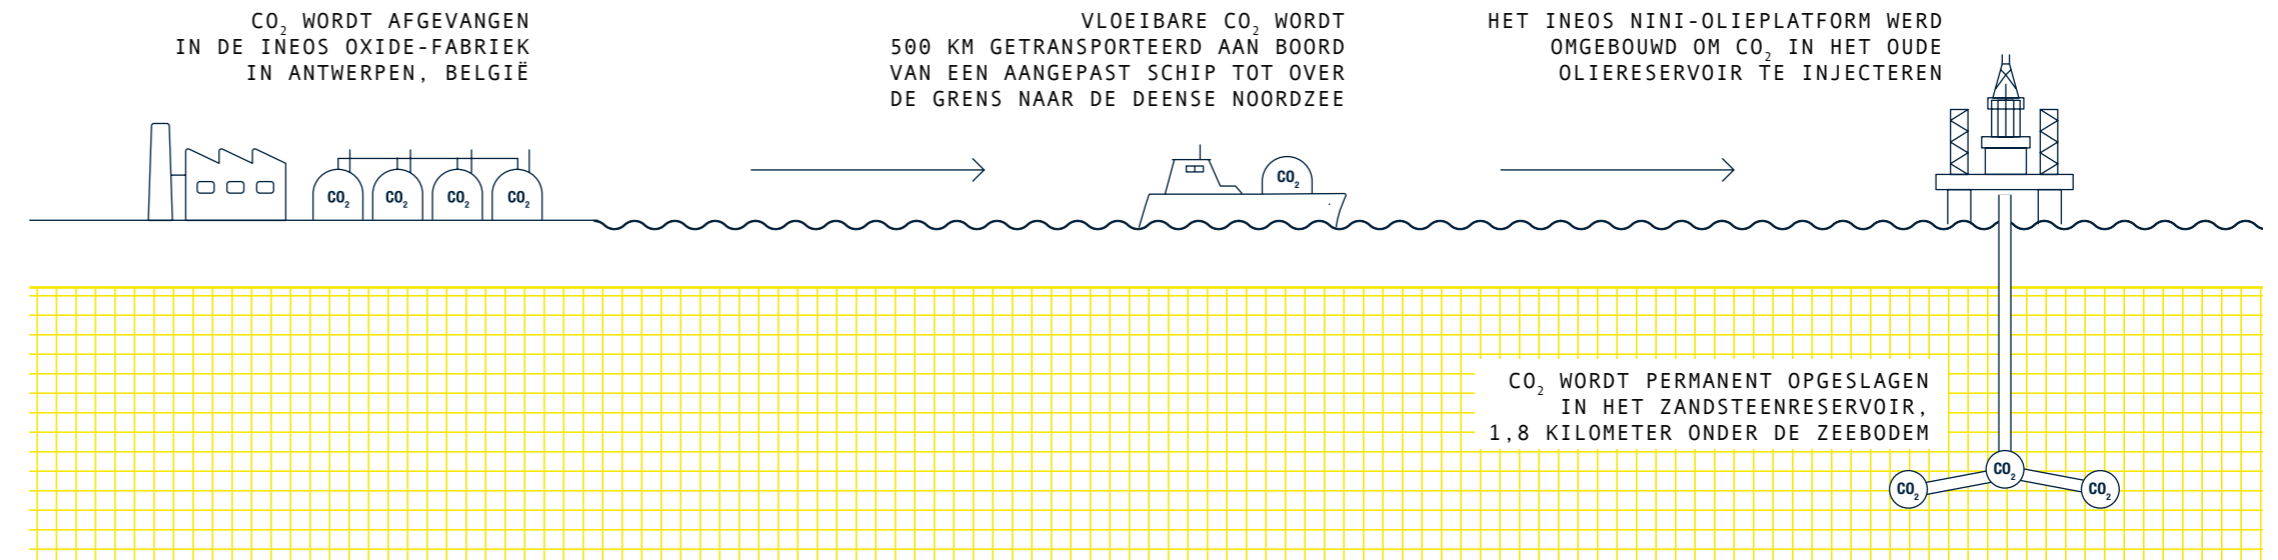 CO₂ WORDT AFGEVANGEN
IN DE INEOS OXIDE-FABRIEK
IN ANTWERPEN, BELGIË
VLOEIBARE CO₂ WORDT
500 KM GETRANSPORTEERD AAN BOORD
VAN EEN AANGEPAST SCHIP TOT OVER
DE GRENS NAAR DE DEENSE NOORDZEE
HET INEOS NINI-OLIEPLATFORM WERD
OMGEBOUWD OM CO₂ IN HET OUDE
OLIERESERVOIR TE INJECTEREN
CO₂
CO₂
CO₂
CO₂
CO₂
CO₂ WORDT PERMANENT OPGESLAGEN
IN HET ZANDSTEENRESERVOIR,
1,8 KILOMETER ONDER DE ZEEBODEM
CO₂
CO₂
CO₂